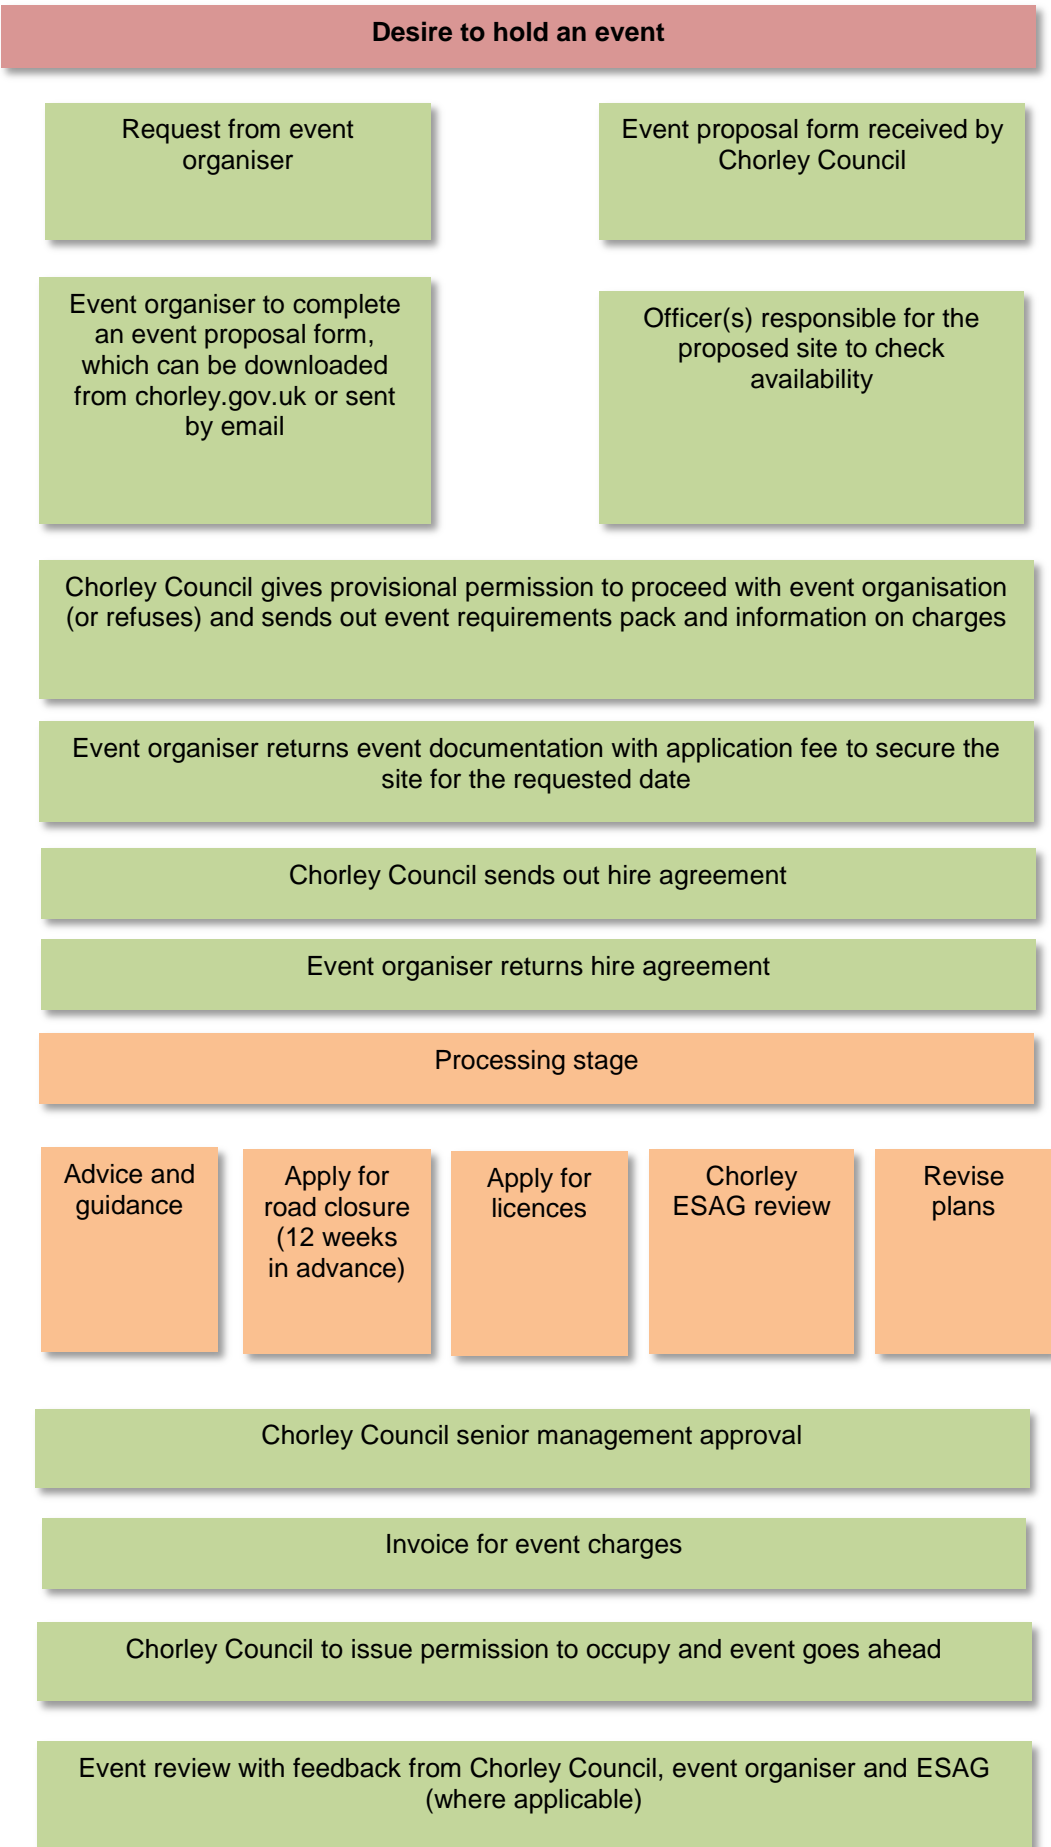 Desire to hold an event
Request from event
organiser
Event proposal form received by
Chorley Council
Event organiser to complete
an event proposal form,
which can be downloaded
from chorley.gov.uk or sent
by email
Officer(s) responsible for the
proposed site to check
availability
Chorley Council gives provisional permission to proceed with event organisation
(or refuses) and sends out event requirements pack and information on charges
Event organiser returns event documentation with application fee to secure the
site for the requested date
Chorley Council sends out hire agreement
Event organiser returns hire agreement
Processing stage
Advice and
guidance
Apply for
road closure
(12 weeks
in advance)
Apply for
licences
Chorley
ESAG review
Revise
plans
Chorley Council senior management approval
Invoice for event charges
Chorley Council to issue permission to occupy and event goes ahead
Event review with feedback from Chorley Council, event organiser and ESAG
(where applicable)